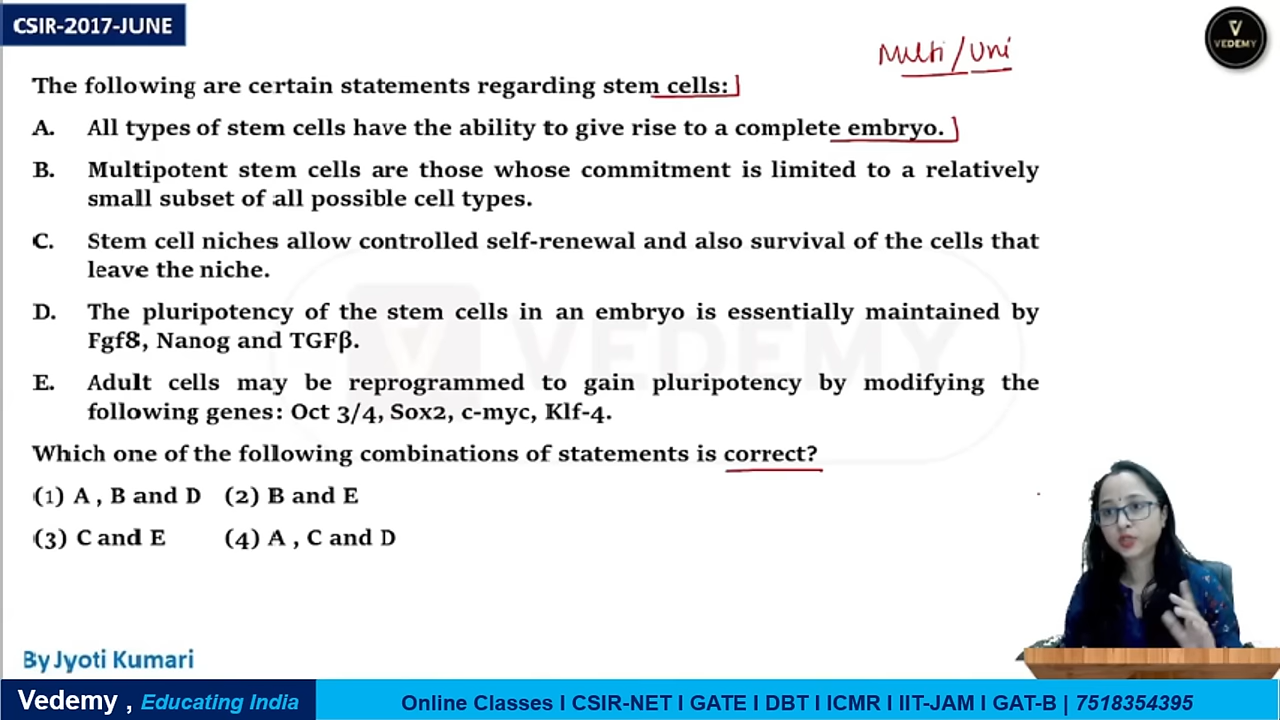 CSIR-2017-JUNE
Multi/Uni
VEDEMY
The following are certain statements regarding stem cells:
A. All types of stem cells have the ability to give rise to a complete embryo.
B. Multipotent stem cells are those whose commitment is limited to a relatively
small subset of all possible cell types.
C. Stem cell niches allow controlled self-renewal and also survival of the cells that
leave the niche.
D. The pluripotency of the stem cells in an embryo is essentially maintained by
Fgf8, Nanog and TGFβ.
VEDEMY
E. Adult cells may be reprogrammed to gain pluripotency by modifying the
following genes: Oct 3/4, Sox2, c-myc, Klf-4.
Which one of the following combinations of statements is correct?
(1) A , B and D (2) B and E
(3) C and E (4) A , C and D
By Jyoti Kumari
Vedemy , Educating India
Online Classes I CSIR-NET I GATE I DBT I ICMR I IIT-JAM I GAT-B | 7518354395